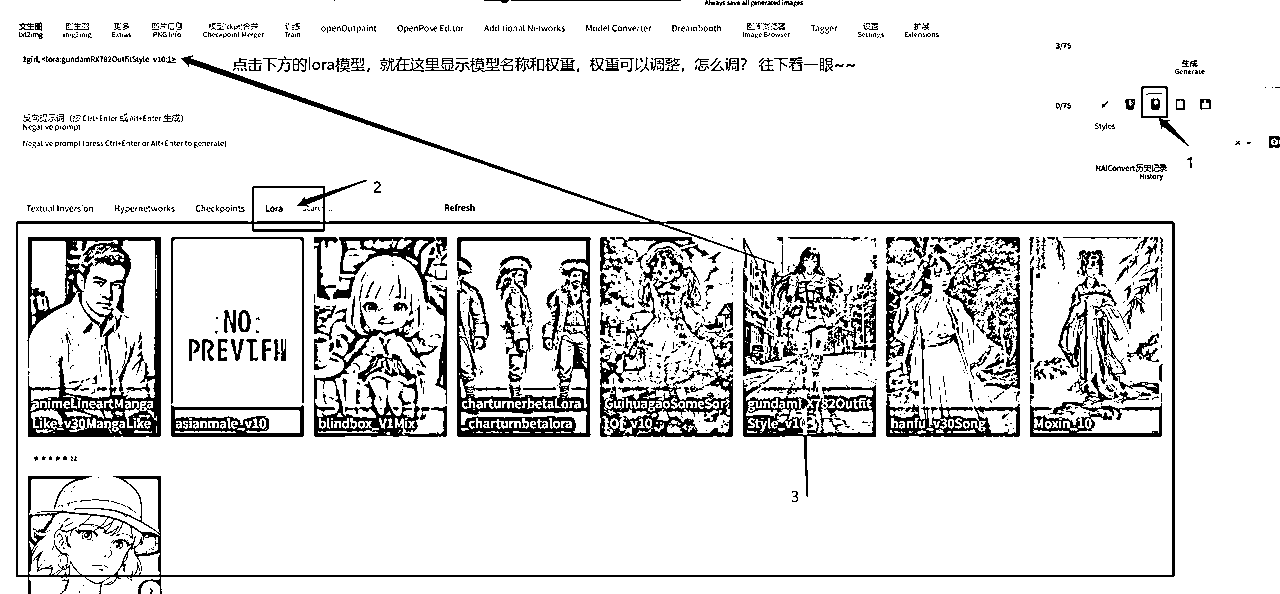 Always save all generated images
文生图 图生图 更多 图片信息 模型(ckpt)合并 训练 openOutpaint OpenPose Editor Additional Networks Model Converter Dreambooth 图库浏览器 Tagger 设置 扩展
txt2img img2img Extras PNG Info Checkpoint Merger Train Image Browser Settings Extensions
3/75
1girl, <lora:gundamRX782OutfitStyle_v10:1>
点击下方的lora模型，就在这里显示模型名称和权重，权重可以调整，怎么调？ 往下看一眼~~
生成
Generate
0/75
反向提示词（按 Ctrl+Enter 或 Alt+Enter 生成）
Negative prompt
Styles
Negative prompt (press Ctrl+Enter or Alt+Enter to generate)
1
NAIConvert历史记录
History
2
Textual Inversion Hypernetworks Checkpoints Lora Search... Refresh
NO
animeLineartManga
Like_v30MangaLike
asianmale_v10
blindbox_V1Mix
charturnerbetaLora
_charturnbetalora
Style_v10
hanfu_v30Song
Moxin_10
3